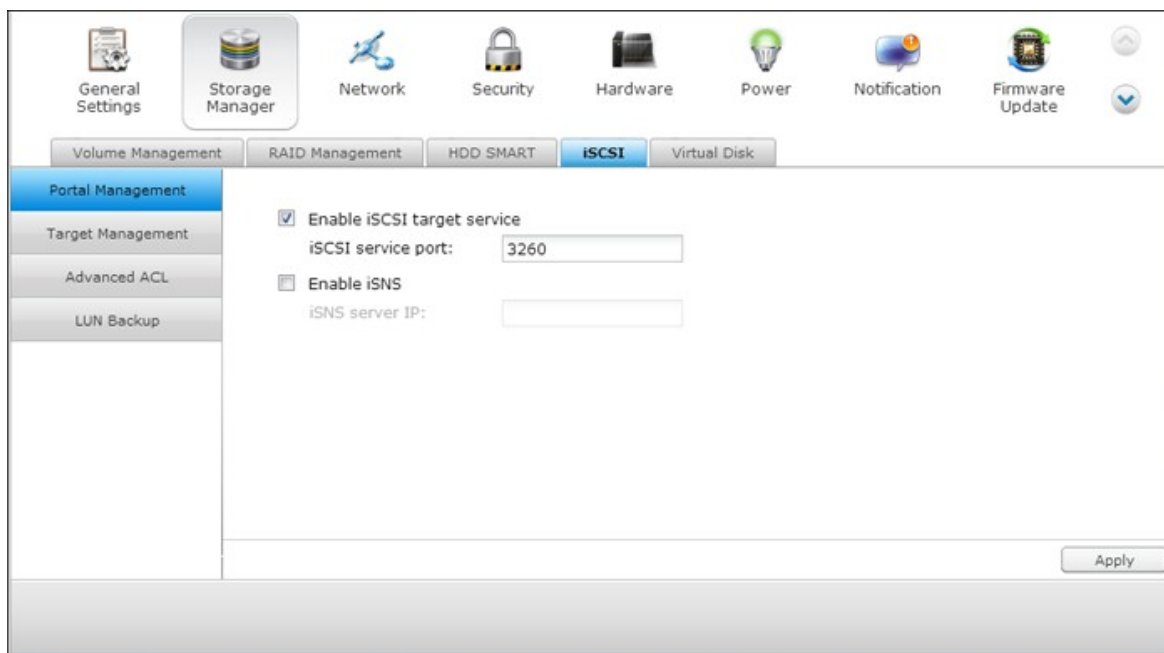 General Settings
Storage Manager
Network
Security
Hardware
Power
Notification
Firmware Update
Volume Management
RAID Management
HDD SMART
iSCSI
Virtual Disk
Portal Management
Target Management
Advanced ACL
LUN Backup
Enable iSCSI target service
iSCSI service port: 3260
Enable iSNS
iSNS server IP:
Apply